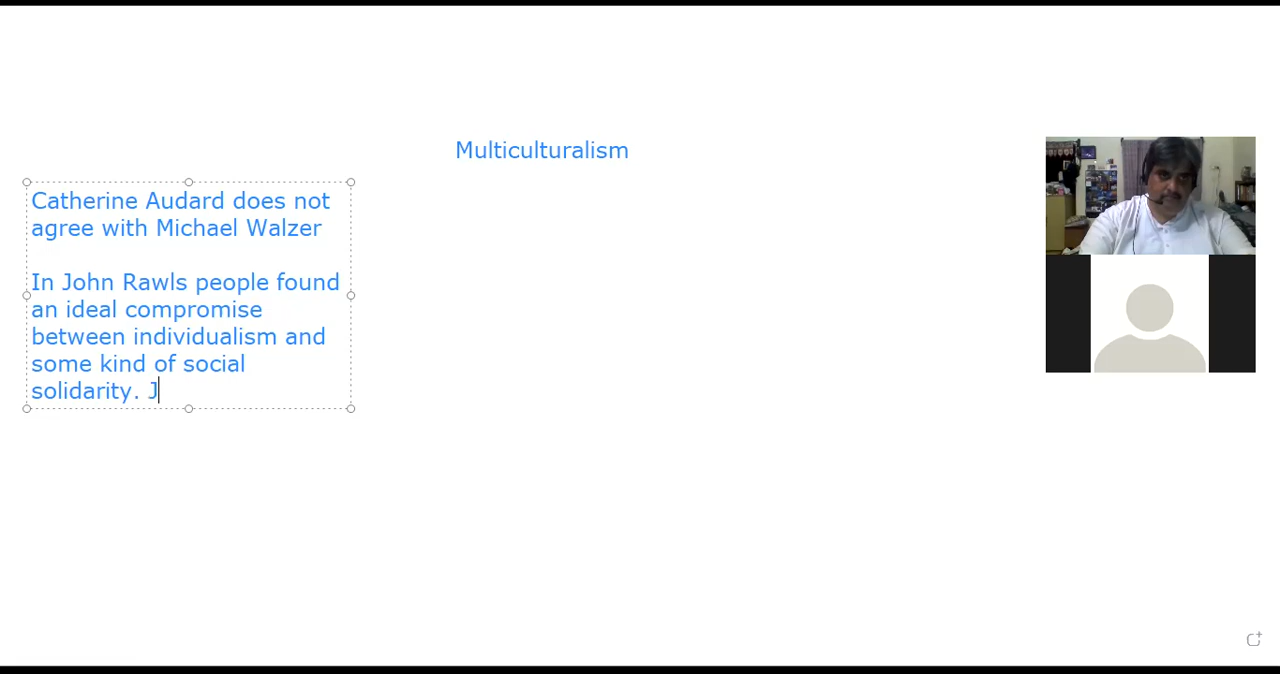 Multiculturalism
Catherine Audard does not
agree with Michael Walzer
In John Rawls people found
an ideal compromise
between individualism and
some kind of social
solidarity. J